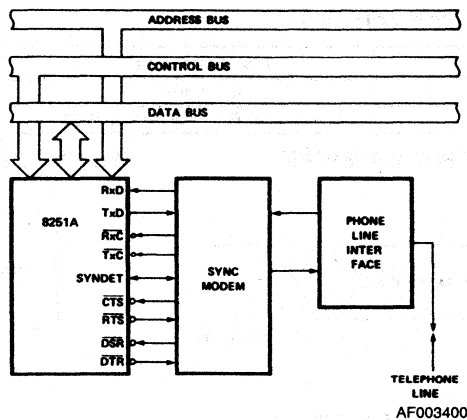 ADDRESS BUS
CONTROL BUS
DATA BUS
8251A
RxD
TxD
RxC
TxC
SYNDET
CTS
RTS
DSR
DTR
SYNC
MODEM
PHONE
LINE
INTER
FACE
TELEPHONE
LINE
AF003400